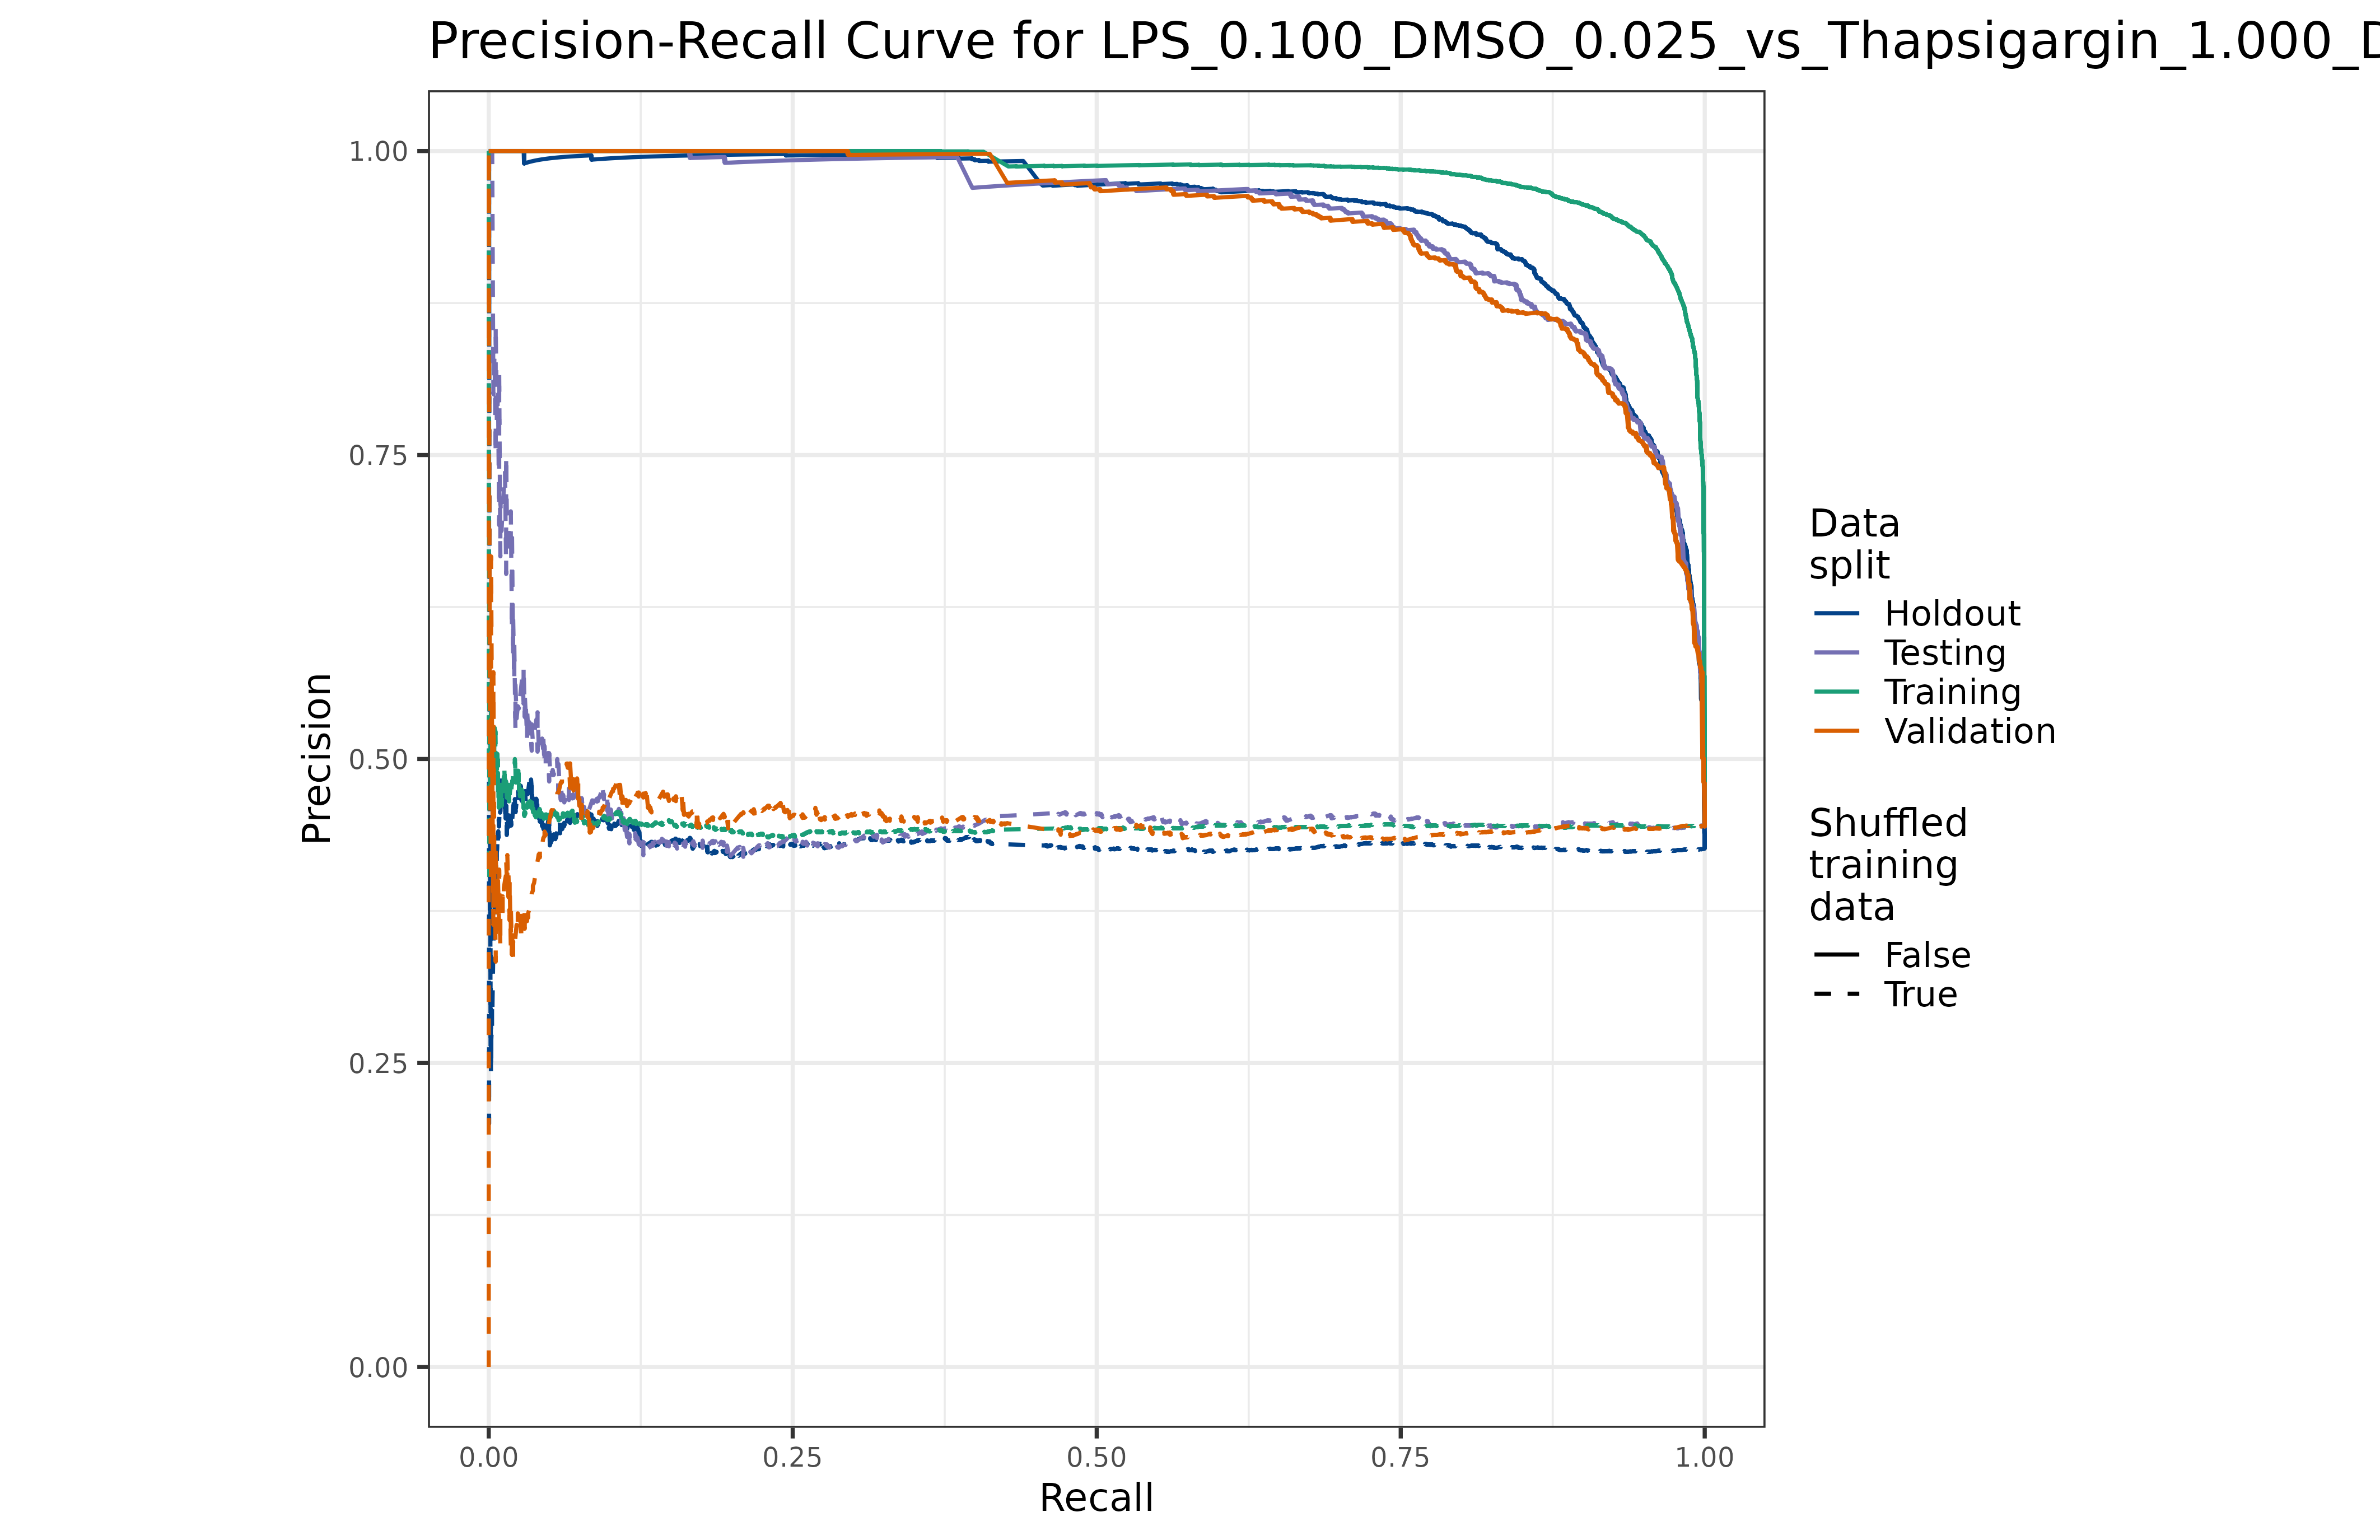 Precision-Recall Curve for LPS_0.100_DMSO_0.025_vs_Thapsigargin_1.000_D
1.00
0.75
0.50
0.25
0.00
Precision
0.00 0.25 0.50 0.75 1.00
Recall
Data
split
Holdout
Testing
Training
Validation
Shuffled
training
data
False
True